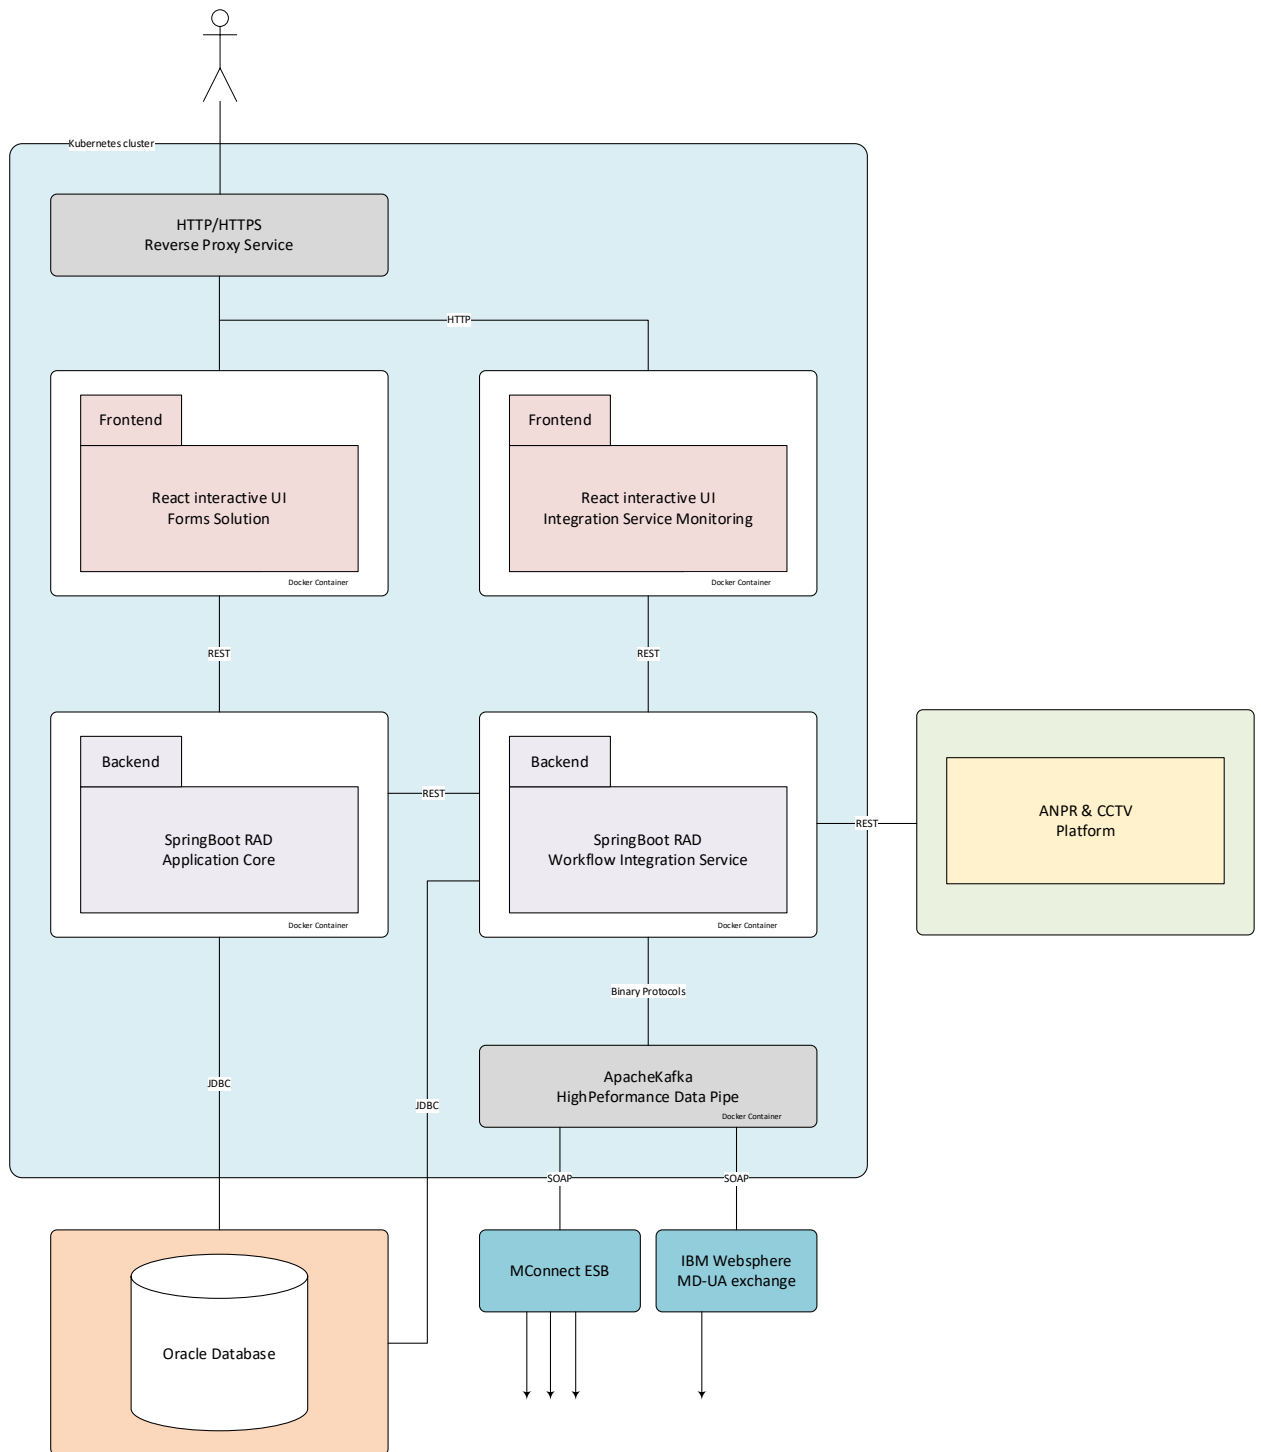 Kubernetes cluster
HTTP/HTTPS
Reverse Proxy Service
HTTP
Frontend
React interactive UI
Forms Solution
Docker Container
Frontend
React interactive UI
Integration Service Monitoring
Docker Container
REST
REST
Backend
SpringBoot RAD
Application Core
Docker Container
REST
Backend
SpringBoot RAD
Workflow Integration Service
Docker Container
REST
ANPR & CCTV
Platform
Binary Protocols
JDBC
JDBC
ApacheKafka
HighPeformance Data Pipe
Docker Container
SOAP
SOAP
MConnect ESB
IBM Websphere
MD-UA exchange
Oracle Database